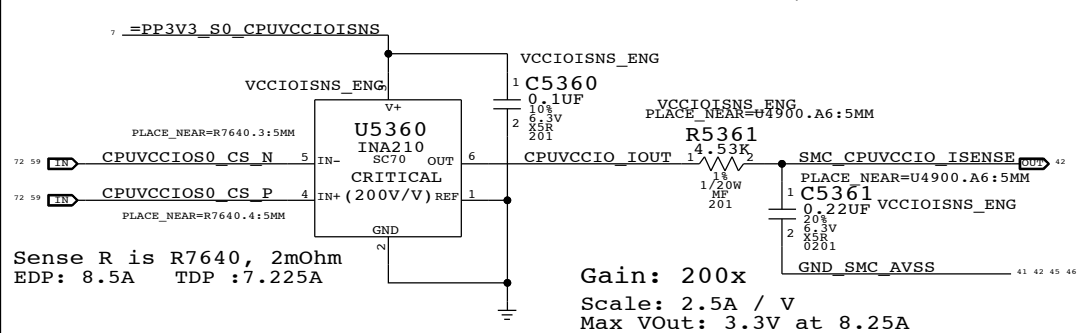 7 =PP3V3_S0_CPUVCCIOISNS
VCCIOISNS_ENG
VCCIOISNS_ENG
3
V+
1 C5360
0.1UF
10%
6.3V
X5R
201
2
VCCIOISNS_ENG
PLACE_NEAR=U4900.A6:5MM
R5361
4.53K
1 2
1%
1/20W
MF
201
PLACE_NEAR=R7640.3:5MM
U5360
INA210
SC70
CRITICAL
(200V/V)
72 59 IN CPUVCCIOS0_CS_N 5 IN-
OUT 6 CPUVCCIO_IOUT
SMC_CPUVCCIO_ISENSE OUT 42
72 59 IN CPUVCCIOS0_CS_P 4 IN+
REF 1
PLACE_NEAR=R7640.4:5MM
GND
2
PLACE_NEAR=U4900.A6:5MM
1 C5361
0.22UF
20%
6.3V
X5R
0201
2
VCCIOISNS_ENG
GND_SMC_AVSS 41 42 45 46
Sense R is R7640, 2mOhm
EDP: 8.5A TDP :7.225A
Gain: 200x
Scale: 2.5A / V
Max VOut: 3.3V at 8.25A